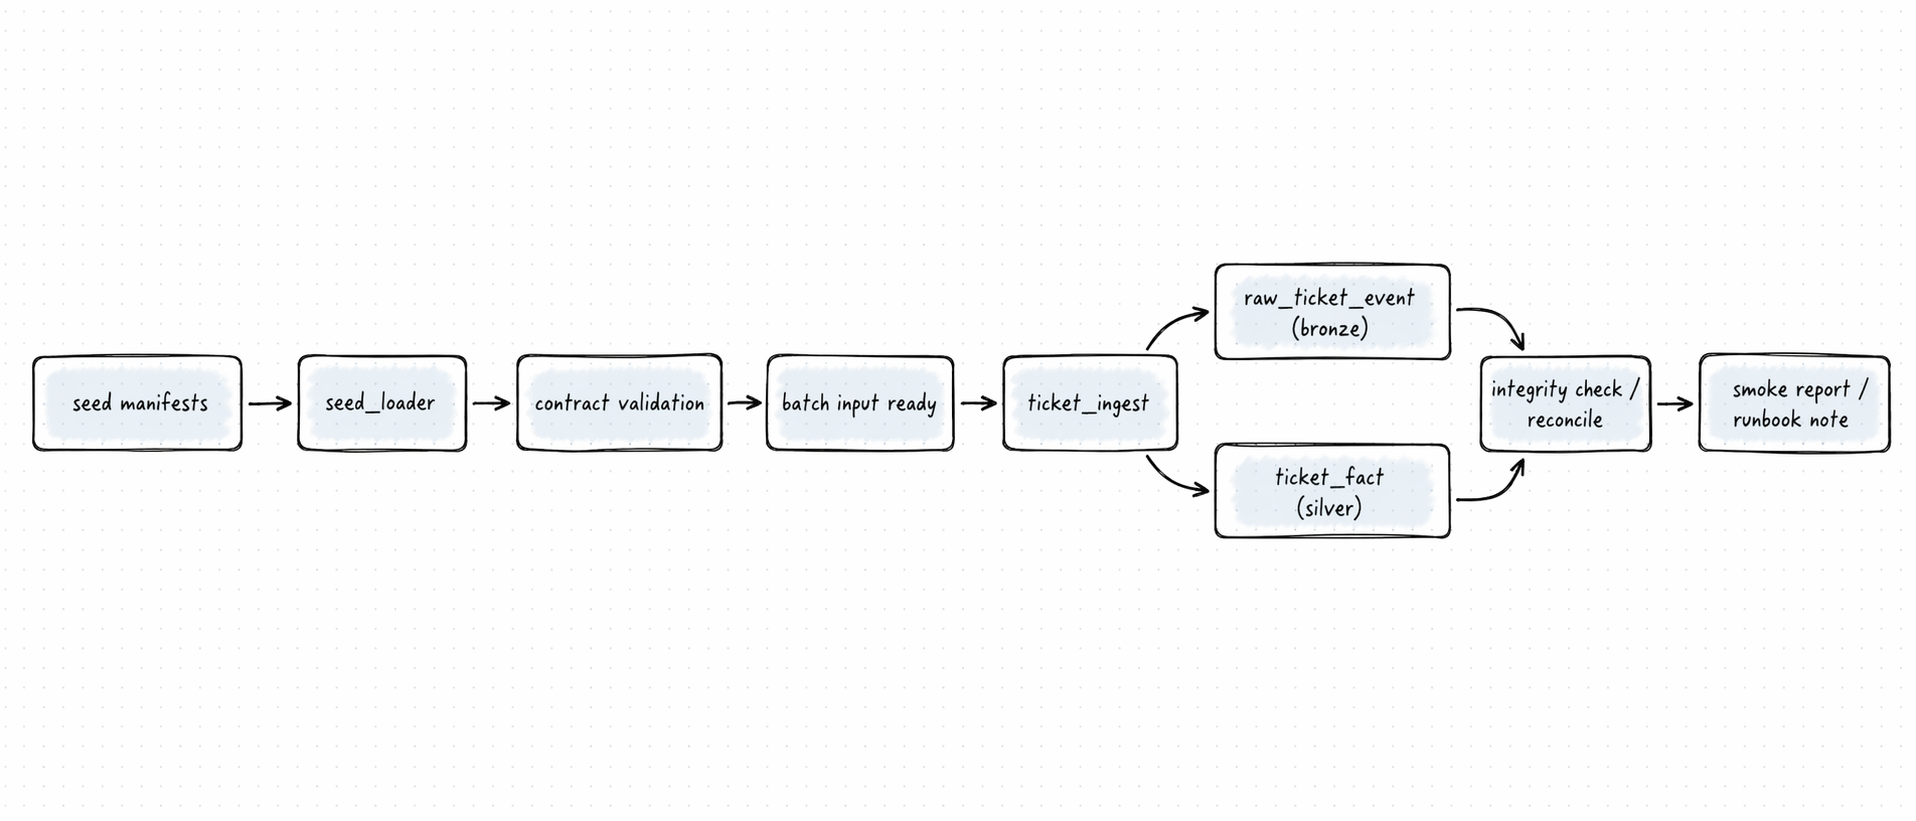 seed manifests
seed_loader
contract validation
batch input ready
ticket_ingest
raw_ticket_event
(bronze)
ticket_fact
(silver)
integrity check /
reconcile
smoke report /
runbook note